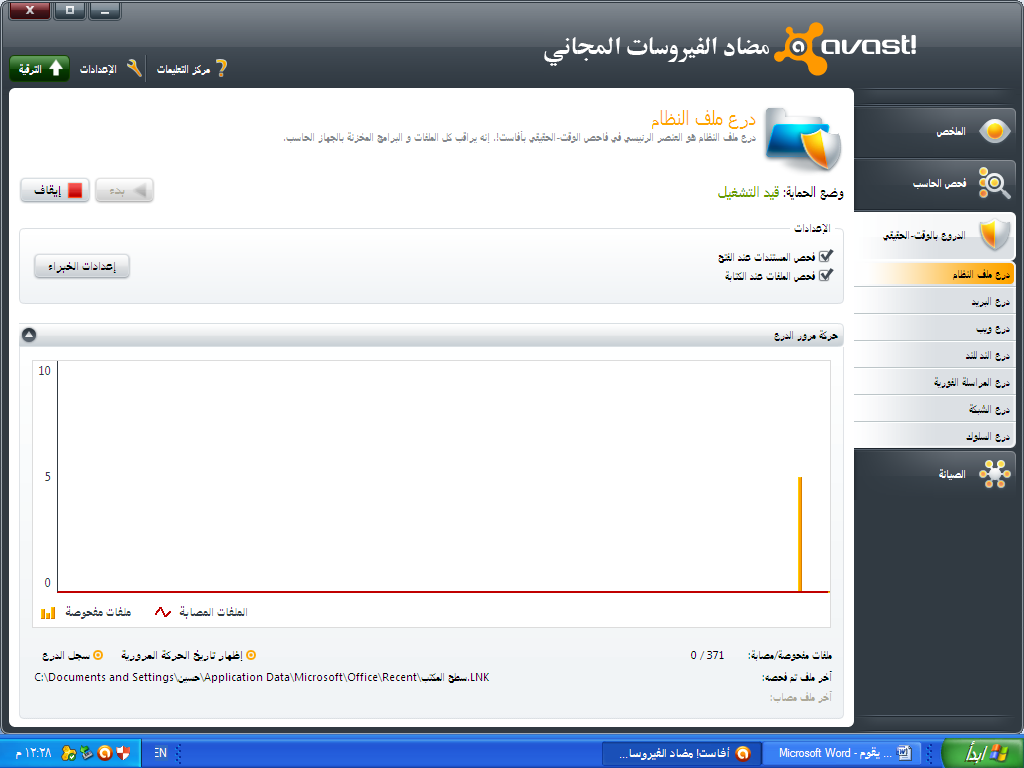 avast! مضاد الفيروسات المجاني
مركز التعليمات
الإعدادات
الترقية
الملخص
فحص الحاسب
الدروع بالوقت-الحقيقي
درع ملف النظام
درع البريد
درع ويب
درع الند للند
درع المراسلة الفورية
درع الشبكة
درع السلوك
الصيانة
درع ملف النظام
درع ملف النظام هو العنصر الرئيسي في فاحص الوقت-الحقيقي بآفاست!. إنه يراقب كل الملفات و البرامج المخزنة بالجهاز الحاسب.
وضع الحماية: قيد التشغيل
بدء
إيقاف
الإعدادات
فحص المستندات عند الفتح
فحص الملفات عند الكتابة
إعدادات الخبراء
حركة مرور الدرع
10
5
0
ملفات مفحوصة
الملفات المصابة
ملفات مفحوصة/مصابة: 371 / 0
إظهار تاريخ الحركة المرورية
سجل الدرع
آخر ملف تم فحصه:
C:\Documents and Settings\حسين\Application Data\Microsoft\Office\Recent\سطح المكتب.LNK
آخر ملف مصاب:
ابدأ
Microsoft Word - يقوم ...
أفاست! مضاد الفيروسا...
EN
١٢:٢٨ م